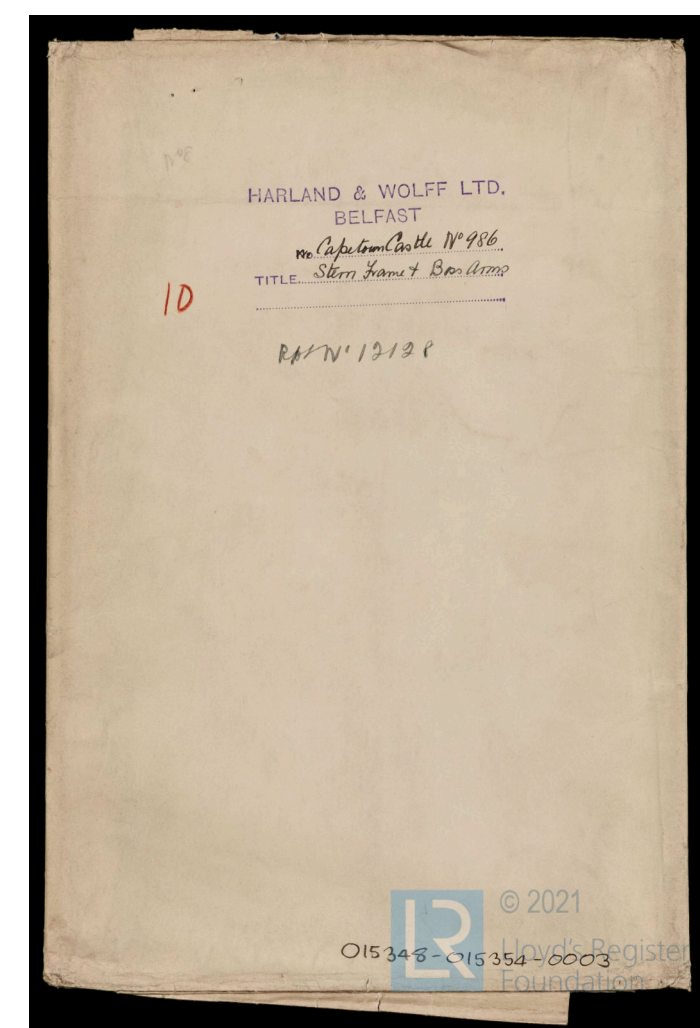 HARLAND & WOLFF LTD.
BELFAST
No Capetown Castle No 986
TITLE. Stern Frame & Boss Arms
10
No 12128
LR
© 2021
Lloyd's Register
Foundation
015348-015354-0003